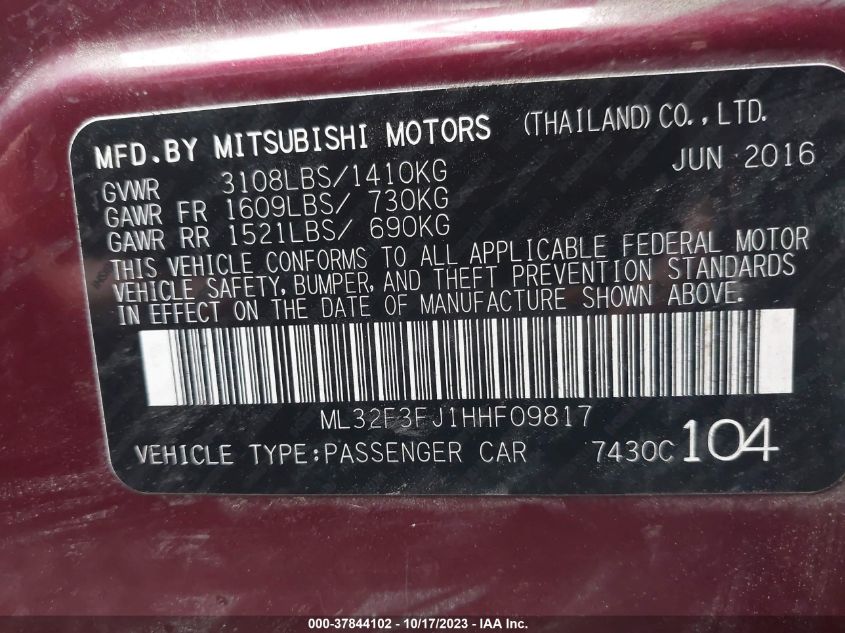 MFD.BY MITSUBISHI MOTORS (THAILAND) CO.,LTD.
JUN 2016
GVWR 3108LBS/1410KG
GAWR FR 1609LBS/ 730KG
GAWR RR 1521LBS/ 690KG
THIS VEHICLE CONFORMS TO ALL APPLICABLE FEDERAL MOTOR
VEHICLE SAFETY, BUMPER, AND THEFT PREVENTION STANDARDS
IN EFFECT ON THE DATE OF MANUFACTURE SHOWN ABOVE.
ML32F3FJ1HHF09817
VEHICLE TYPE:PASSENGER CAR 7430C 104
000-37844102 - 10/17/2023 - IAAI Inc.